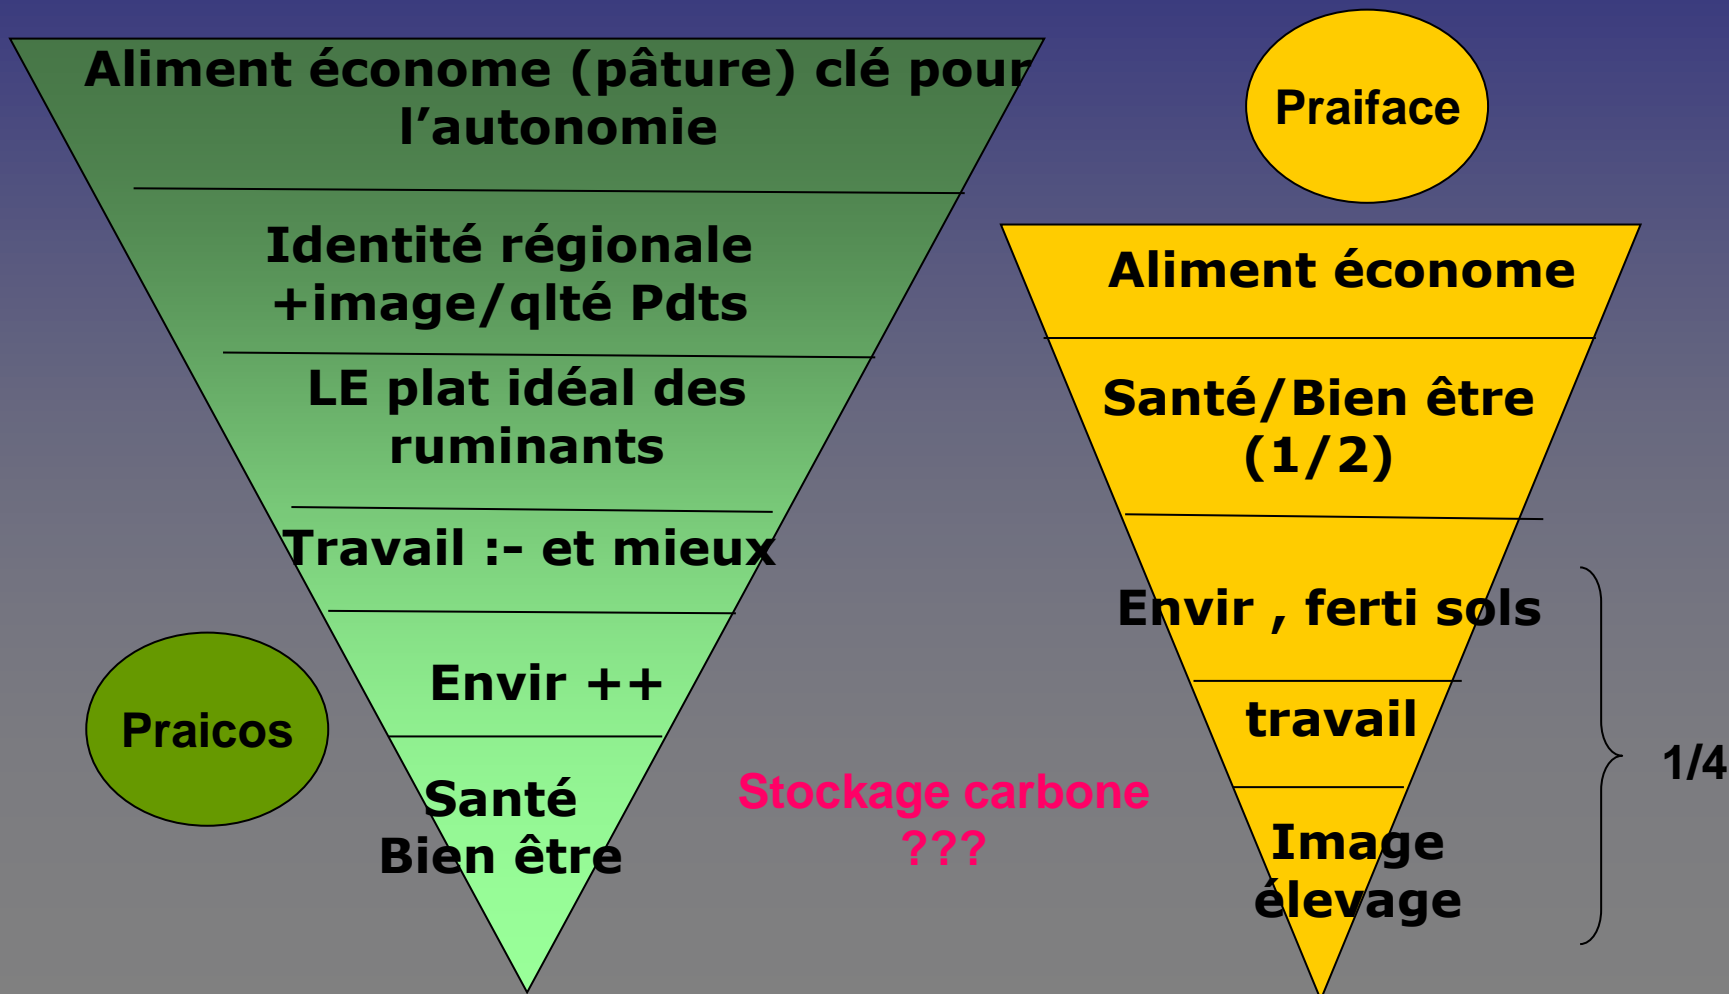 Aliment économe (pâture) clé pour
l’autonomie
Identité régionale
+image/qlté Pdts
LE plat idéal des
ruminants
Travail :- et mieux
Envir ++
Santé
Bien être
Praicos
Stockage carbone
???
Praiface
Aliment économe
Santé/Bien être
(1/2)
Envir , ferti sols
travail
Image
élevage
1/4